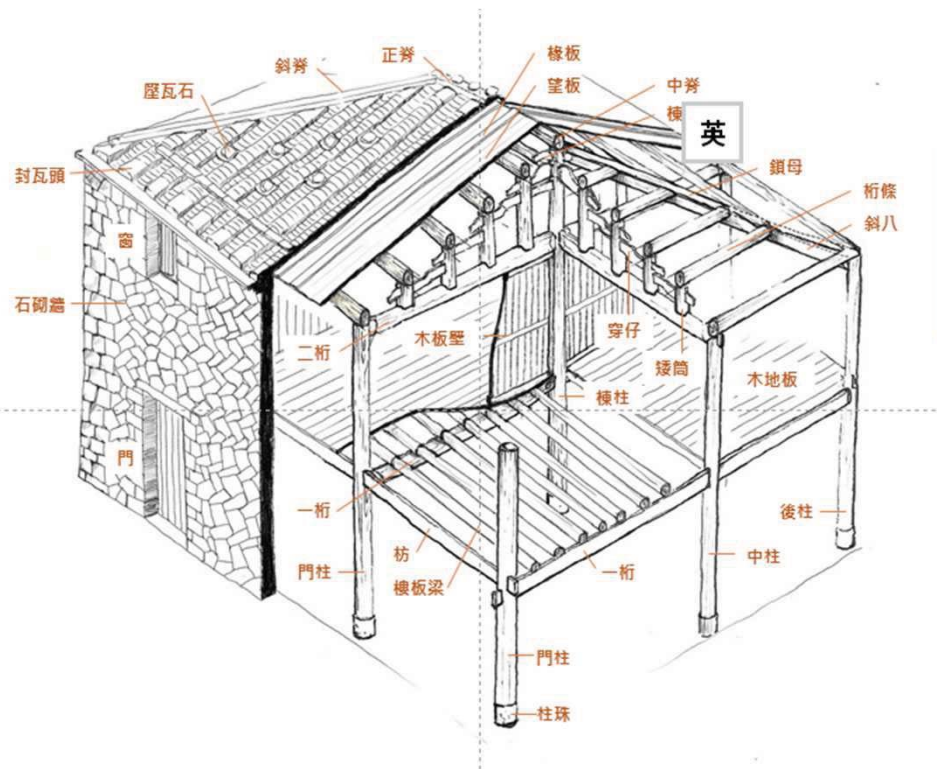 正脊
椽板
斜脊
望板
中脊
壓瓦石
棟
英
封瓦頭
鎖母
桁條
斜八
窗
石砌牆
二桁
木板壁
穿仔
矮筒
木地板
棟柱
門
一桁
後柱
枋
中柱
門柱
樓板梁
一桁
門柱
柱珠